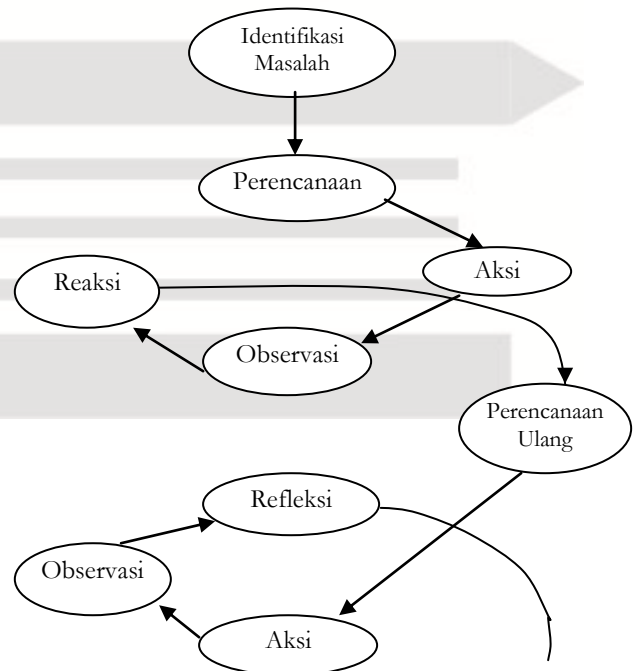 Identifikasi
Masalah
Perencanaan
Aksi
Reaksi
Observasi
Perencanaan
Ulang
Refleksi
Observasi
Aksi